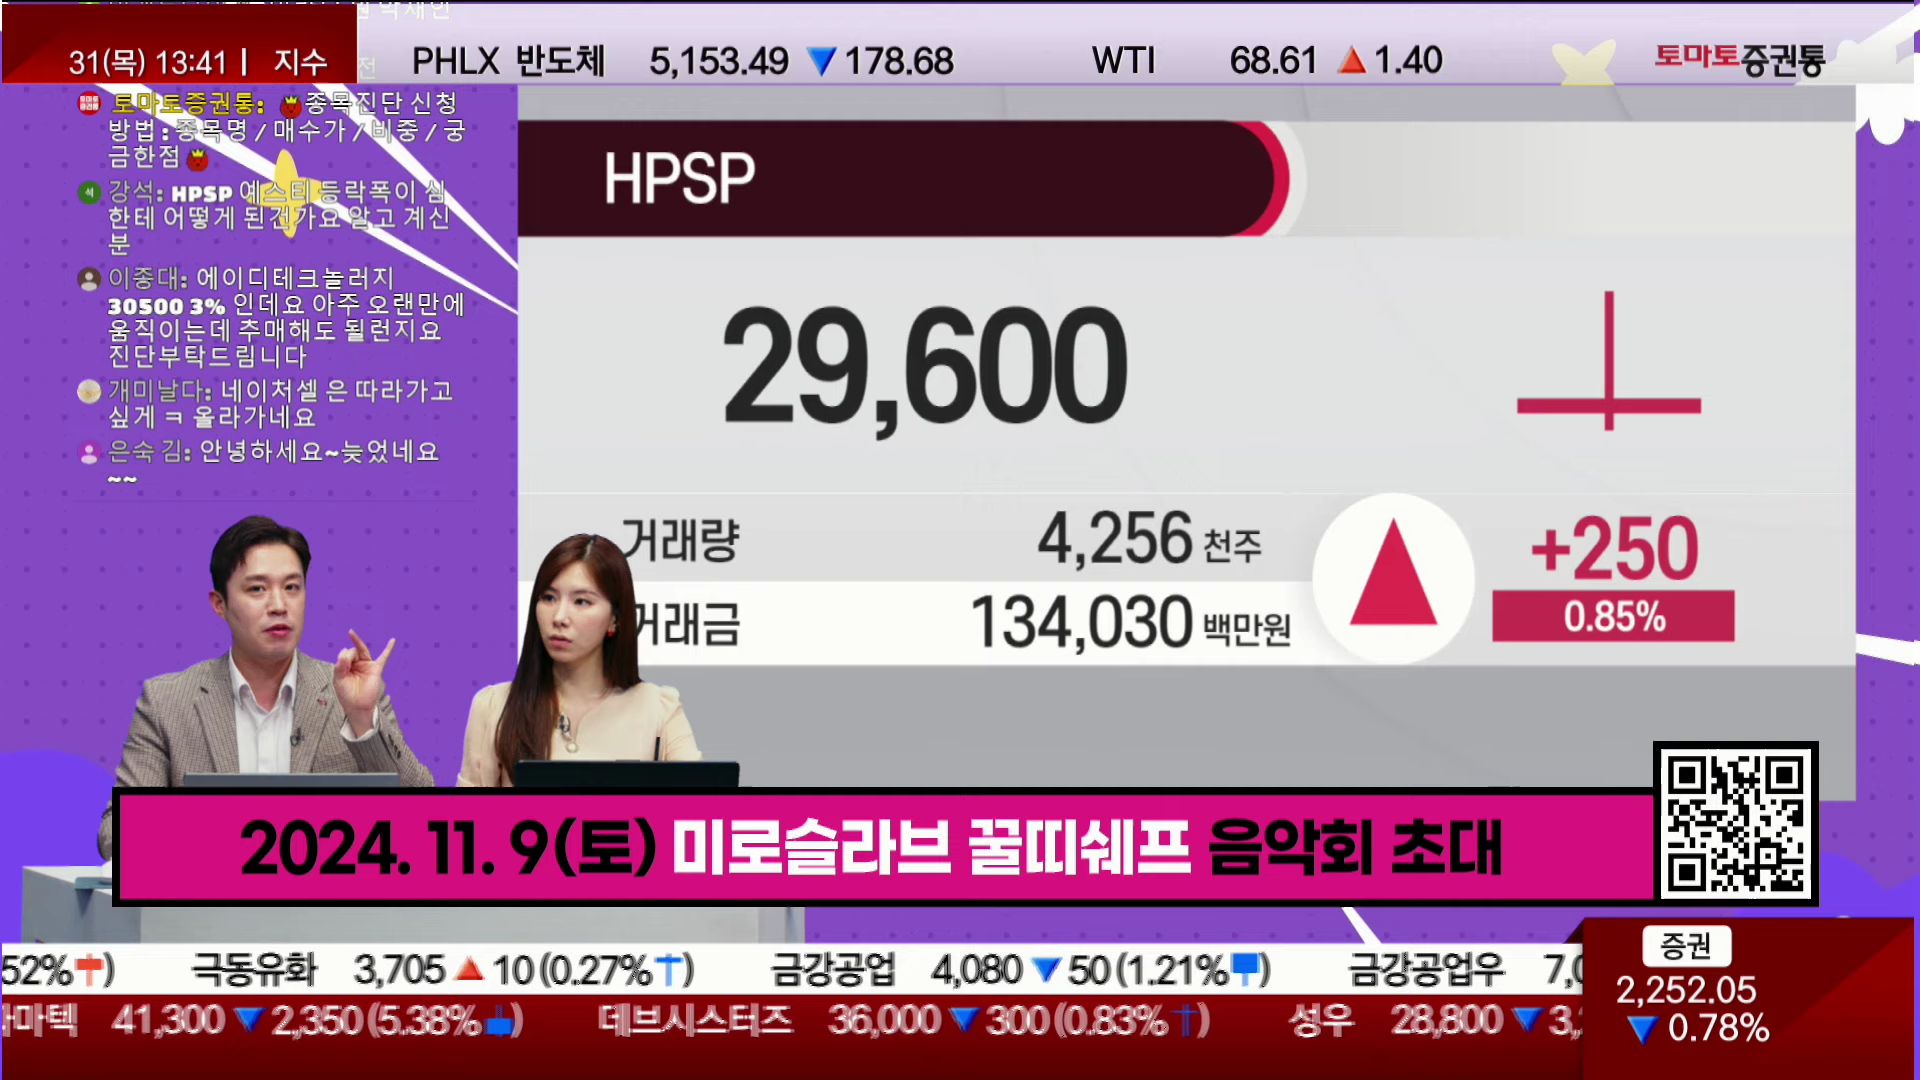 31(목) 13:41 | 지수
PHLX 반도체 5,153.49 ▼178.68 WTI 68.61 ▲1.40
토마토증권통
토마토증권통: 종목진단 신청
방법 : 종목명 / 매수가 / 비중 / 궁
금한점
강석: HPSP 예스티 등락폭이 심
한테 어떻게 된건가요 알고 계신
분
이종대: 에이디테크놀러지
30500 3% 인데요 아주 오랜만에
움직이는데 추매해도 될런지요
진단부탁드림니다
개미날다: 네이처셀 은 따라가고
싶게 ㅋ 올라가네요
은숙 김: 안녕하세요~늦었네요
~~
HPSP
29,600
거래량 4,256 천주
거래금 134,030 백만원
+250
0.85%
2024. 11. 9(토) 미로슬라브 꿀띠쉐프 음악회 초대
52% ) 극동유화 3,705 ▲ 10 (0.27% ) 금강공업 4,080 ▼ 50 (1.21% ) 금강공업우
마텍 41,300 ▼ 2,350 (5.38% ) 데브시스터즈 36,000 ▼ 300 (0.83% ) 성우 28,800 ▼
증권
2,252.05
▼ 0.78%